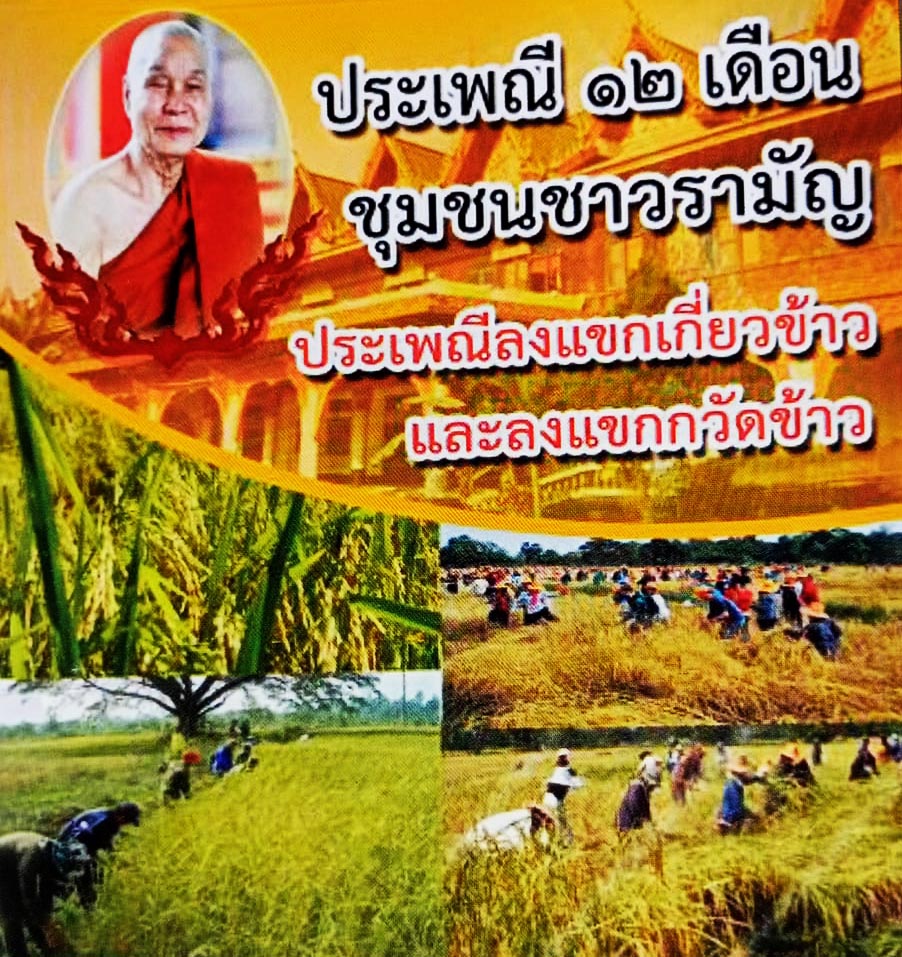 ประเพณี ๑๒ เดือน
ชุมชนชาวรามัญ
ประเพณีลงแขกเกี่ยวข้าว
และลงแขกกวัดข้าว